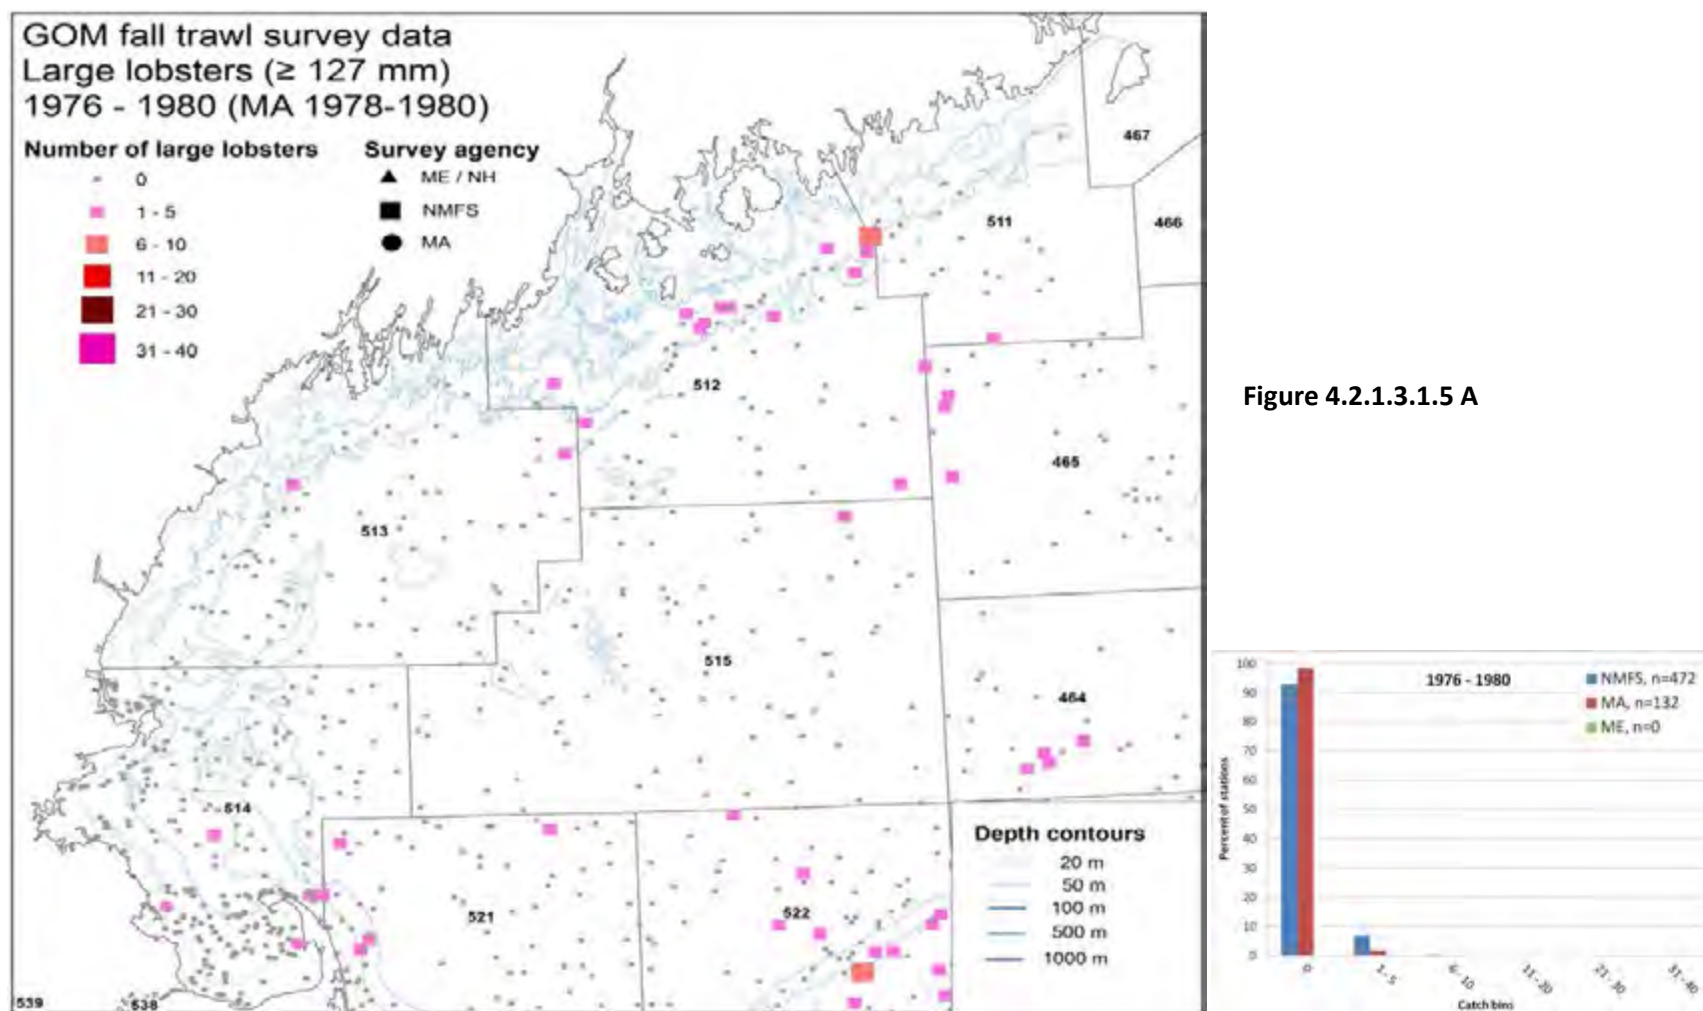 GOM fall trawl survey data
Large lobsters (≥ 127 mm)
1976 - 1980 (MA 1978-1980)
Number of large lobsters
0
1 - 5
6 - 10
11 - 20
21 - 30
31 - 40
Survey agency
ME / NH
NMFS
MA
467
466
511
512
465
513
515
464
514
521
522
539
538
Depth contours
20 m
50 m
100 m
500 m
1000 m
Figure 4.2.1.3.1.5 A
1976 - 1980
NMFS, n=472
MA, n=132
ME, n=0
Percent of stations
100
90
80
70
60
50
40
30
20
10
0
0
1 - 5
6 - 10
11 - 20
21 - 30
31 - 40
Catch bins